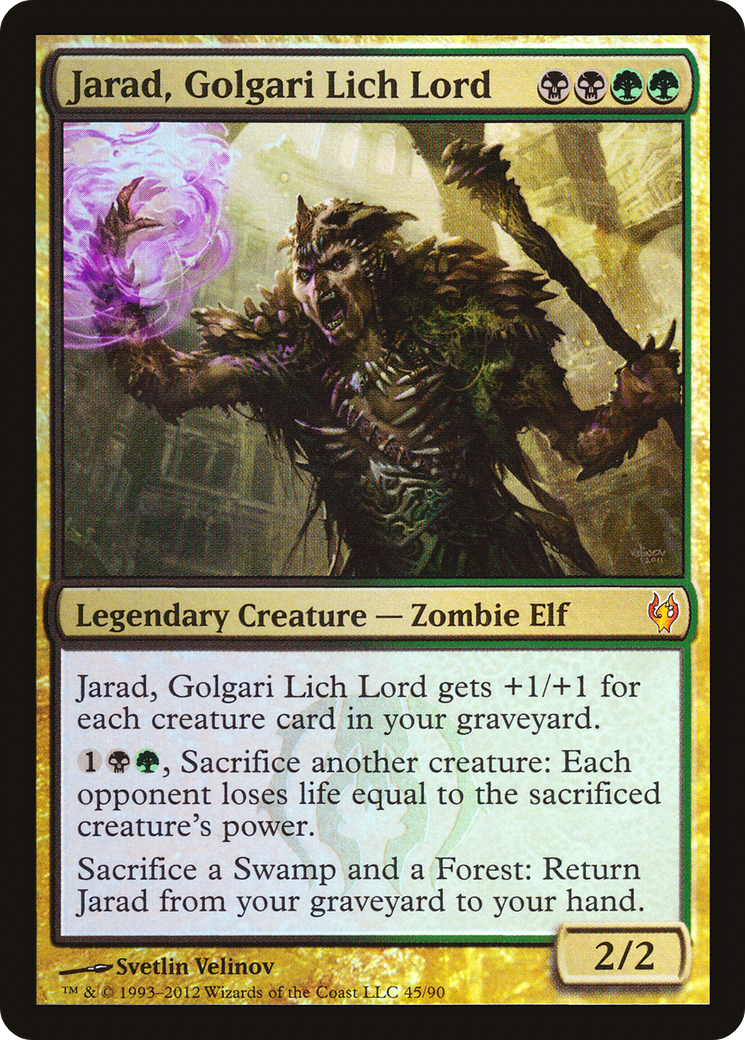 Jarad, Golgari Lich Lord
Legendary Creature — Zombie Elf
Jarad, Golgari Lich Lord gets +1/+1 for
each creature card in your graveyard.
1, Sacrifice another creature: Each
opponent loses life equal to the sacrificed
creature's power.
Sacrifice a Swamp and a Forest: Return
Jarad from your graveyard to your hand.
2/2
Svetlin Velinov
™ & © 1993–2012 Wizards of the Coast LLC 45/90